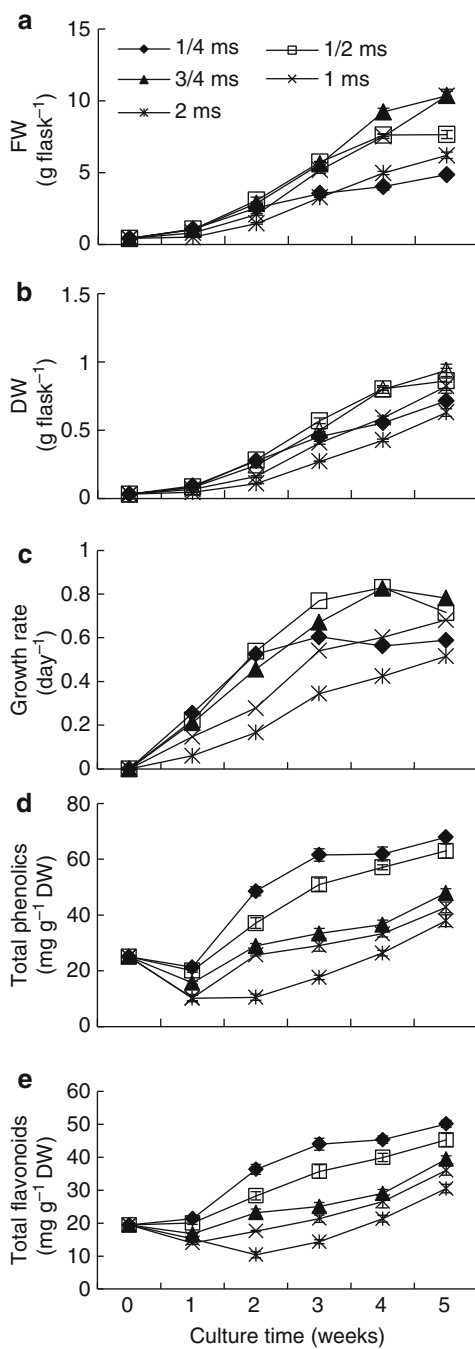 a
1/4 ms
1/2 ms
3/4 ms
1 ms
2 ms
15
10
5
0
FW
(g flask⁻¹)
b
1.5
1
0.5
0
DW
(g flask⁻¹)
c
1
0.8
0.6
0.4
0.2
0
Growth rate
(day⁻¹)
d
80
60
40
20
0
Total phenolics
(mg g⁻¹ DW)
e
60
50
40
30
20
10
0
Total flavonoids
(mg g⁻¹ DW)
0 1 2 3 4 5
Culture time (weeks)